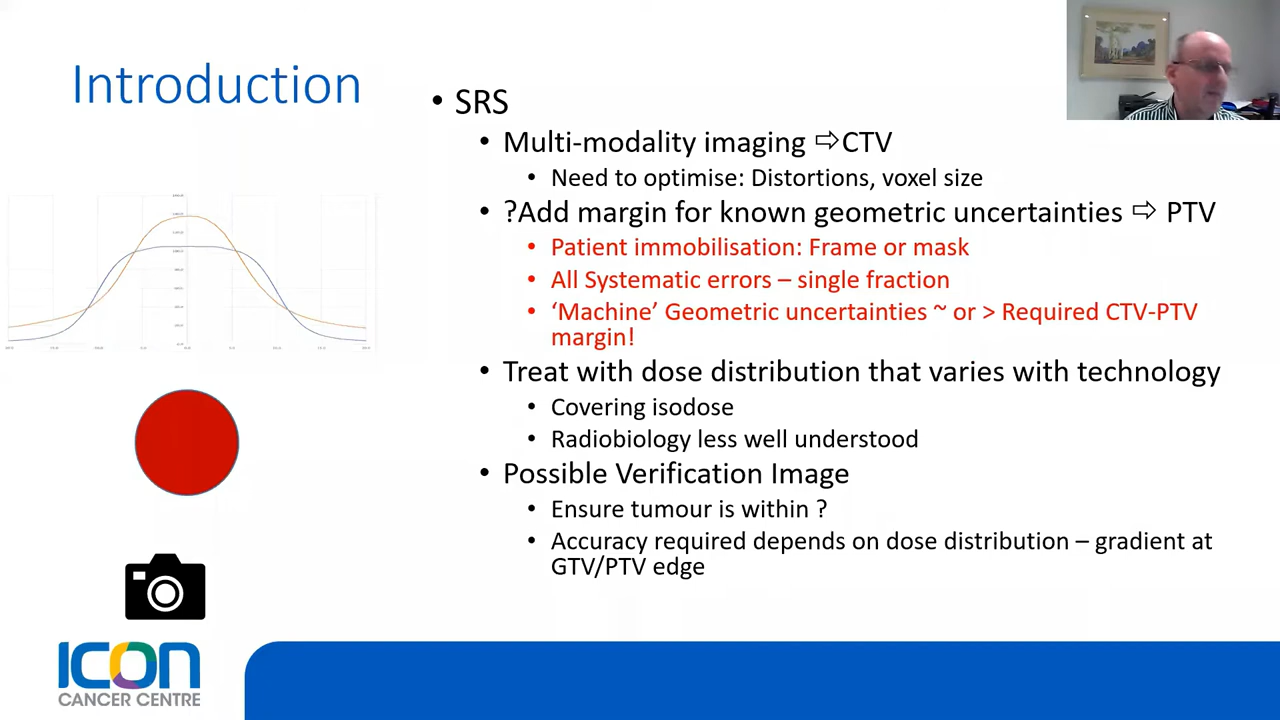 Introduction
• SRS
• Multi-modality imaging ⇨CTV
• Need to optimise: Distortions, voxel size
• ?Add margin for known geometric uncertainties ⇨ PTV
• Patient immobilisation: Frame or mask
• All Systematic errors – single fraction
• ‘Machine’ Geometric uncertainties ~ or > Required CTV-PTV
margin!
• Treat with dose distribution that varies with technology
• Covering isodose
• Radiobiology less well understood
• Possible Verification Image
• Ensure tumour is within ?
• Accuracy required depends on dose distribution – gradient at
GTV/PTV edge
ICON
CANCER CENTRE